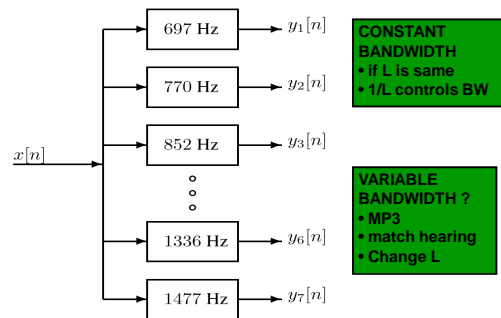 697 Hz
y₁[n]
770 Hz
y₂[n]
852 Hz
y₃[n]
x[n]
1336 Hz
y₆[n]
1477 Hz
y₇[n]
CONSTANT
BANDWIDTH
• if L is same
• 1/L controls BW
VARIABLE
BANDWIDTH ?
• MP3
• match hearing
• Change L